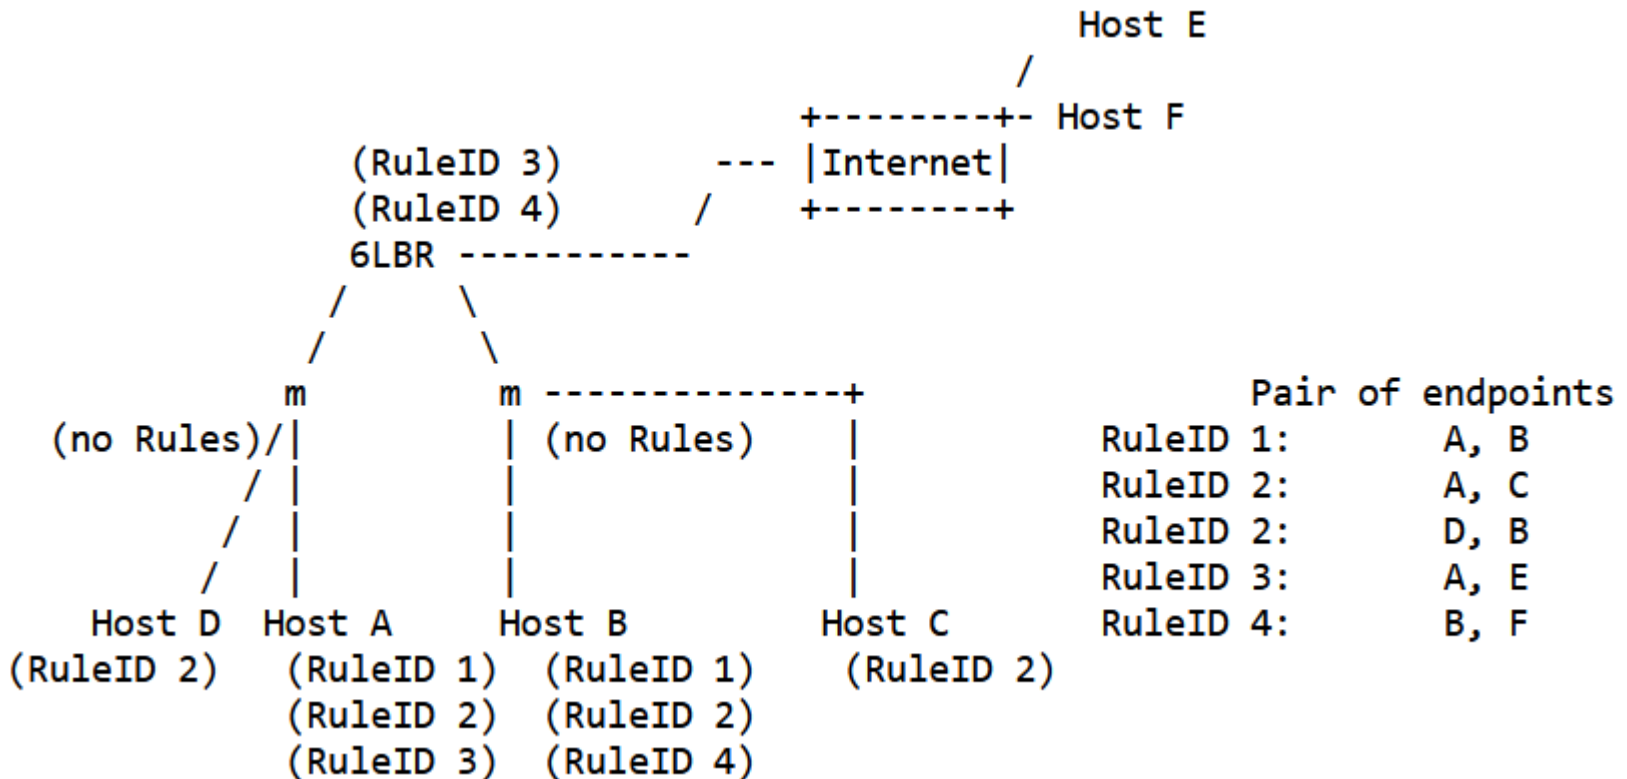 Host E
/
+--------+- Host F
(RuleID 3) --- |Internet|
(RuleID 4) / +--------+
6LBR -----------
/ \
/ \
m m --------------+ Pair of endpoints
(no Rules)/| | (no Rules) | RuleID 1: A, B
/ | | | RuleID 2: A, C
/ | | | RuleID 2: D, B
/ | | | RuleID 3: A, E
Host D Host A Host B Host C RuleID 4: B, F
(RuleID 2) (RuleID 1) (RuleID 1) (RuleID 2)
(RuleID 2) (RuleID 2)
(RuleID 3) (RuleID 4)